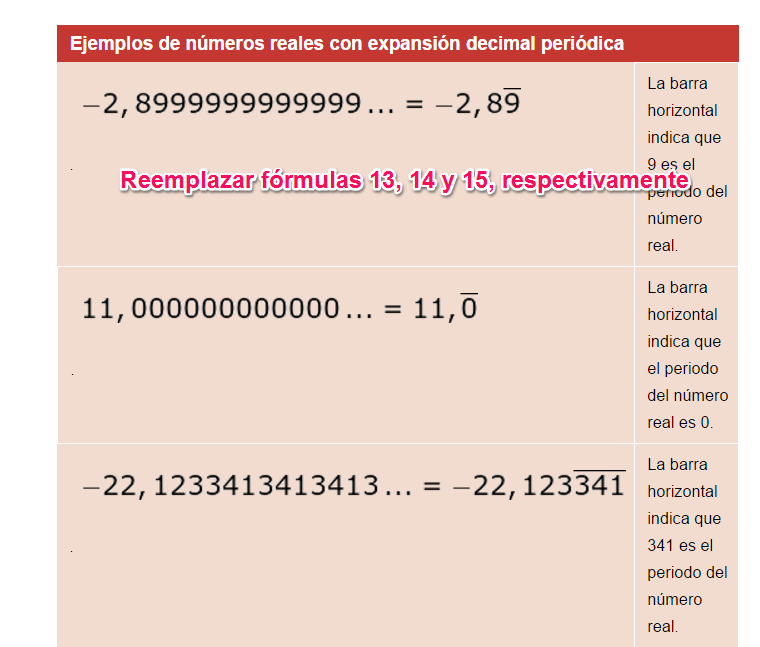 Ejemplos de números reales con expansión decimal periódica
−2, 8999999999999... = −2, 89̅
.
La barra
horizontal
indica que
9 es el
periodo del
número
real.
Reemplazar fórmulas 13, 14 y 15, respectivamente
11, 000000000000... = 11, 0̅
.
La barra
horizontal
indica que
el periodo
del número
real es 0.
−22, 1233413413413... = −22, 1233̅4̅1̅
.
La barra
horizontal
indica que
341 es el
periodo del
número
real.